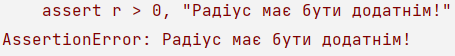 assert r > 0, "Радіус має бути додатнім!"
AssertionError: Радіус має бути додатнім!